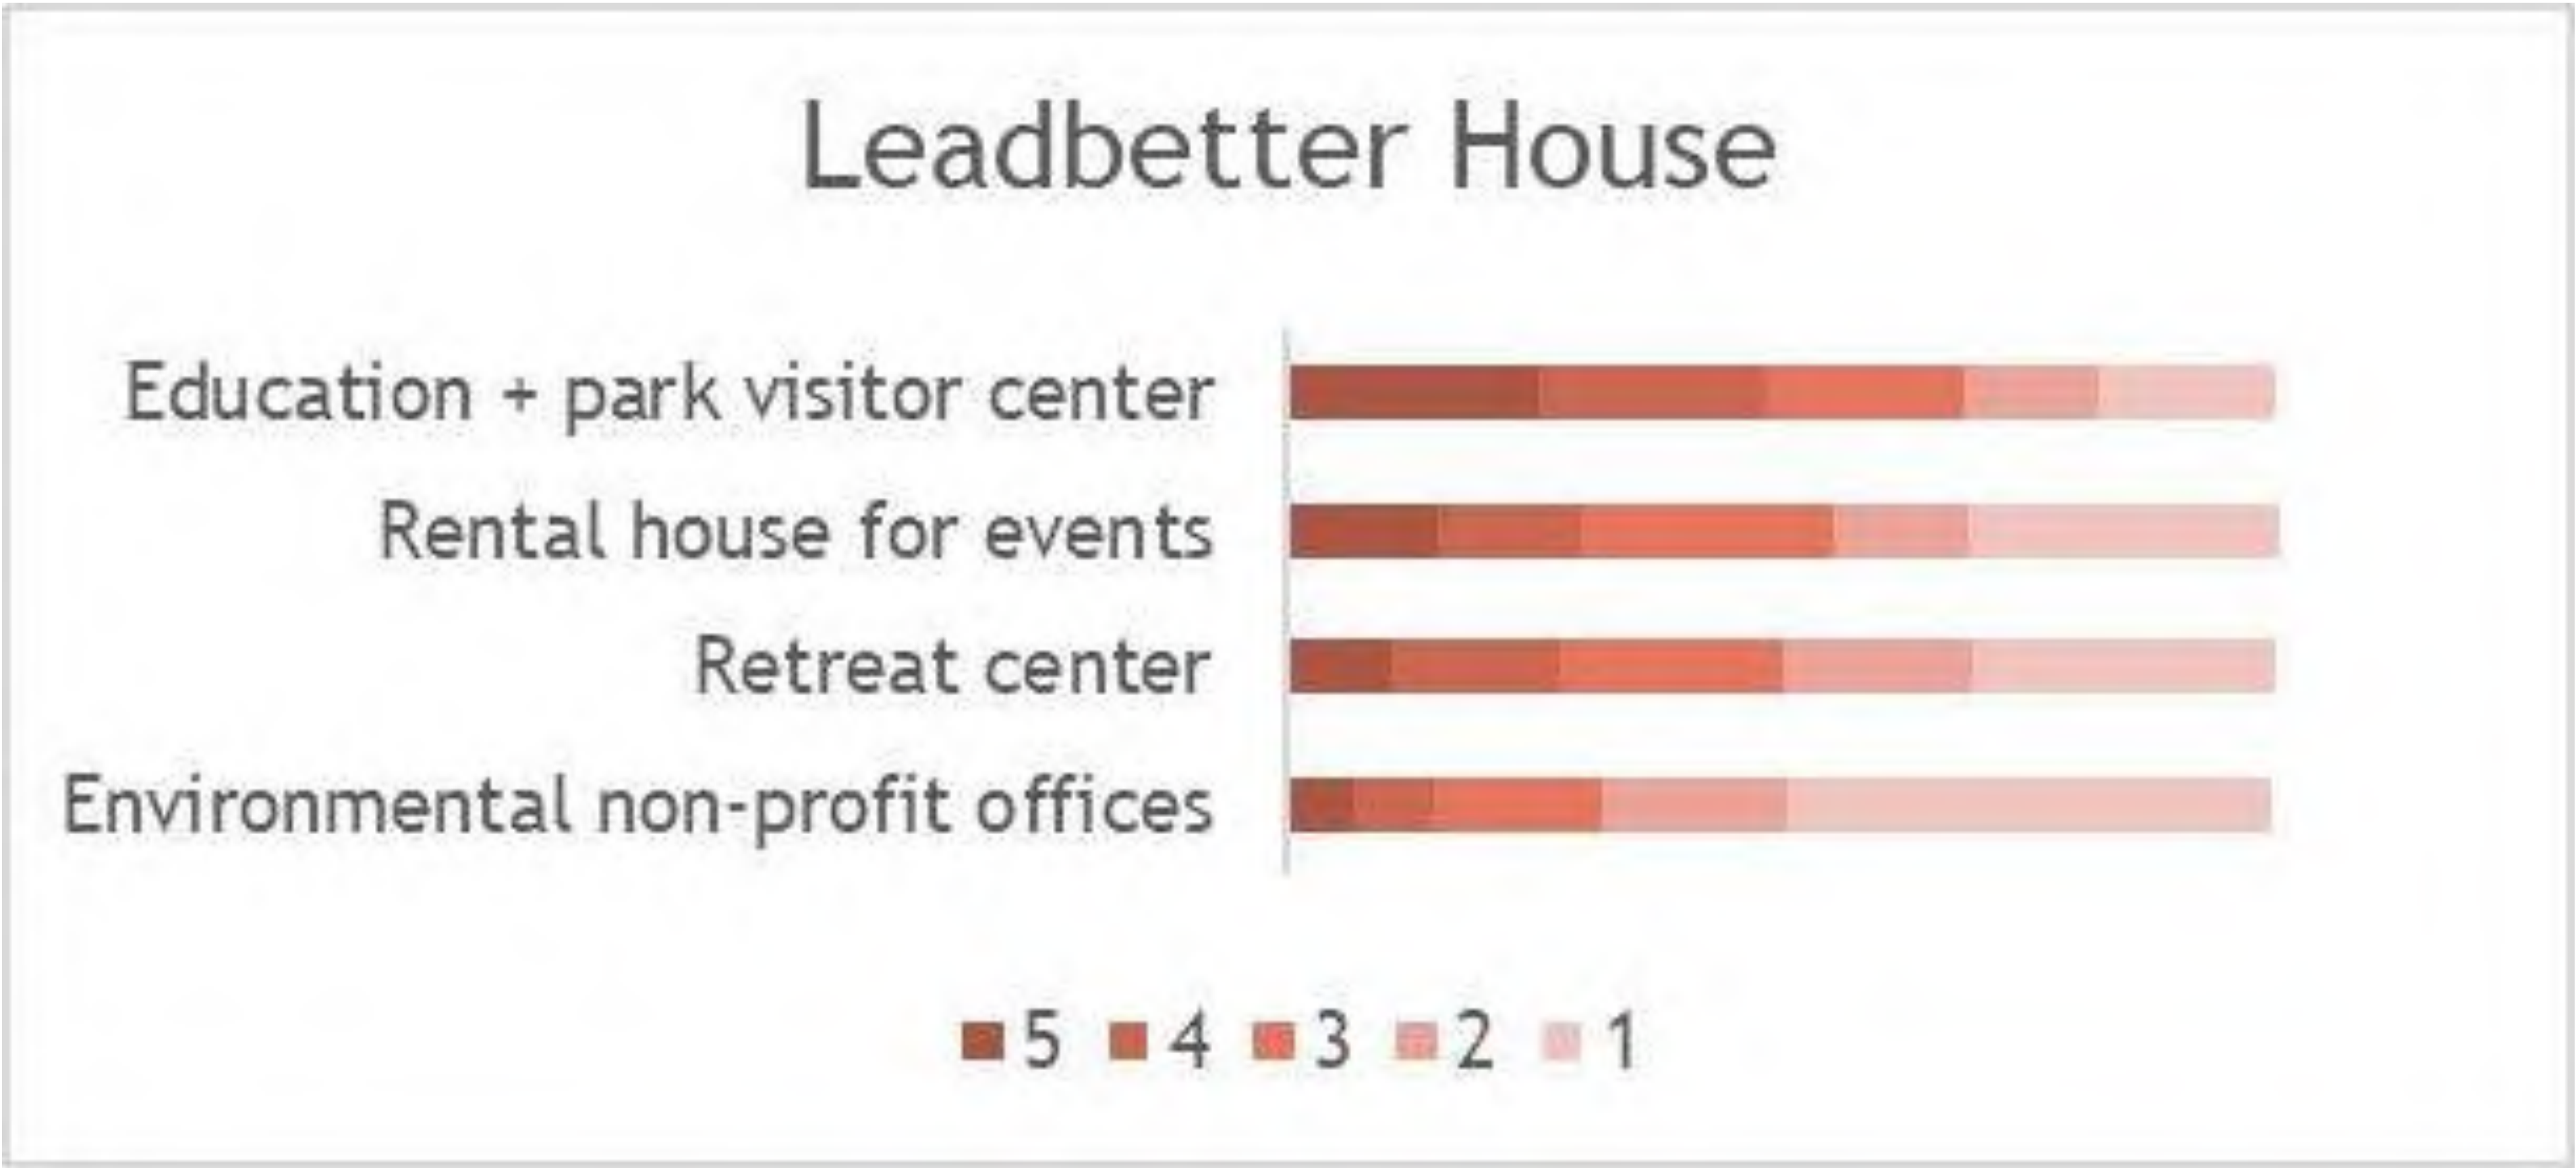 Leadbetter House
Education + park visitor center
Rental house for events
Retreat center
Environmental non-profit offices
5 4 3 2 1